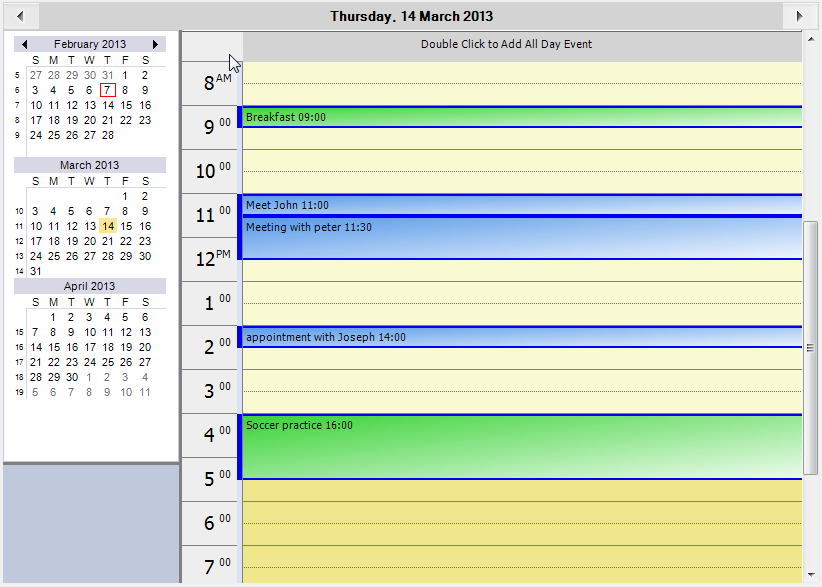 Thursday, 14 March 2013
February 2013
S M T W T F S
5 27 28 29 30 31 1 2
6 3 4 5 6 7 8 9
7 10 11 12 13 14 15 16
8 17 18 19 20 21 22 23
9 24 25 26 27 28
March 2013
S M T W T F S
1 2
10 3 4 5 6 7 8 9
11 10 11 12 13 14 15 16
12 17 18 19 20 21 22 23
13 24 25 26 27 28 29 30
14 31
April 2013
S M T W T F S
1 2 3 4 5 6
15 7 8 9 10 11 12 13
16 14 15 16 17 18 19 20
17 21 22 23 24 25 26 27
18 28 29 30 1 2 3 4
19 5 6 7 8 9 10 11
Double Click to Add All Day Event
8 AM
9 00 Breakfast 09:00
10 00
11 00 Meet John 11:00
Meeting with peter 11:30
12 PM
1 00
2 00 appointment with Joseph 14:00
3 00
4 00 Soccer practice 16:00
5 00
6 00
7 00